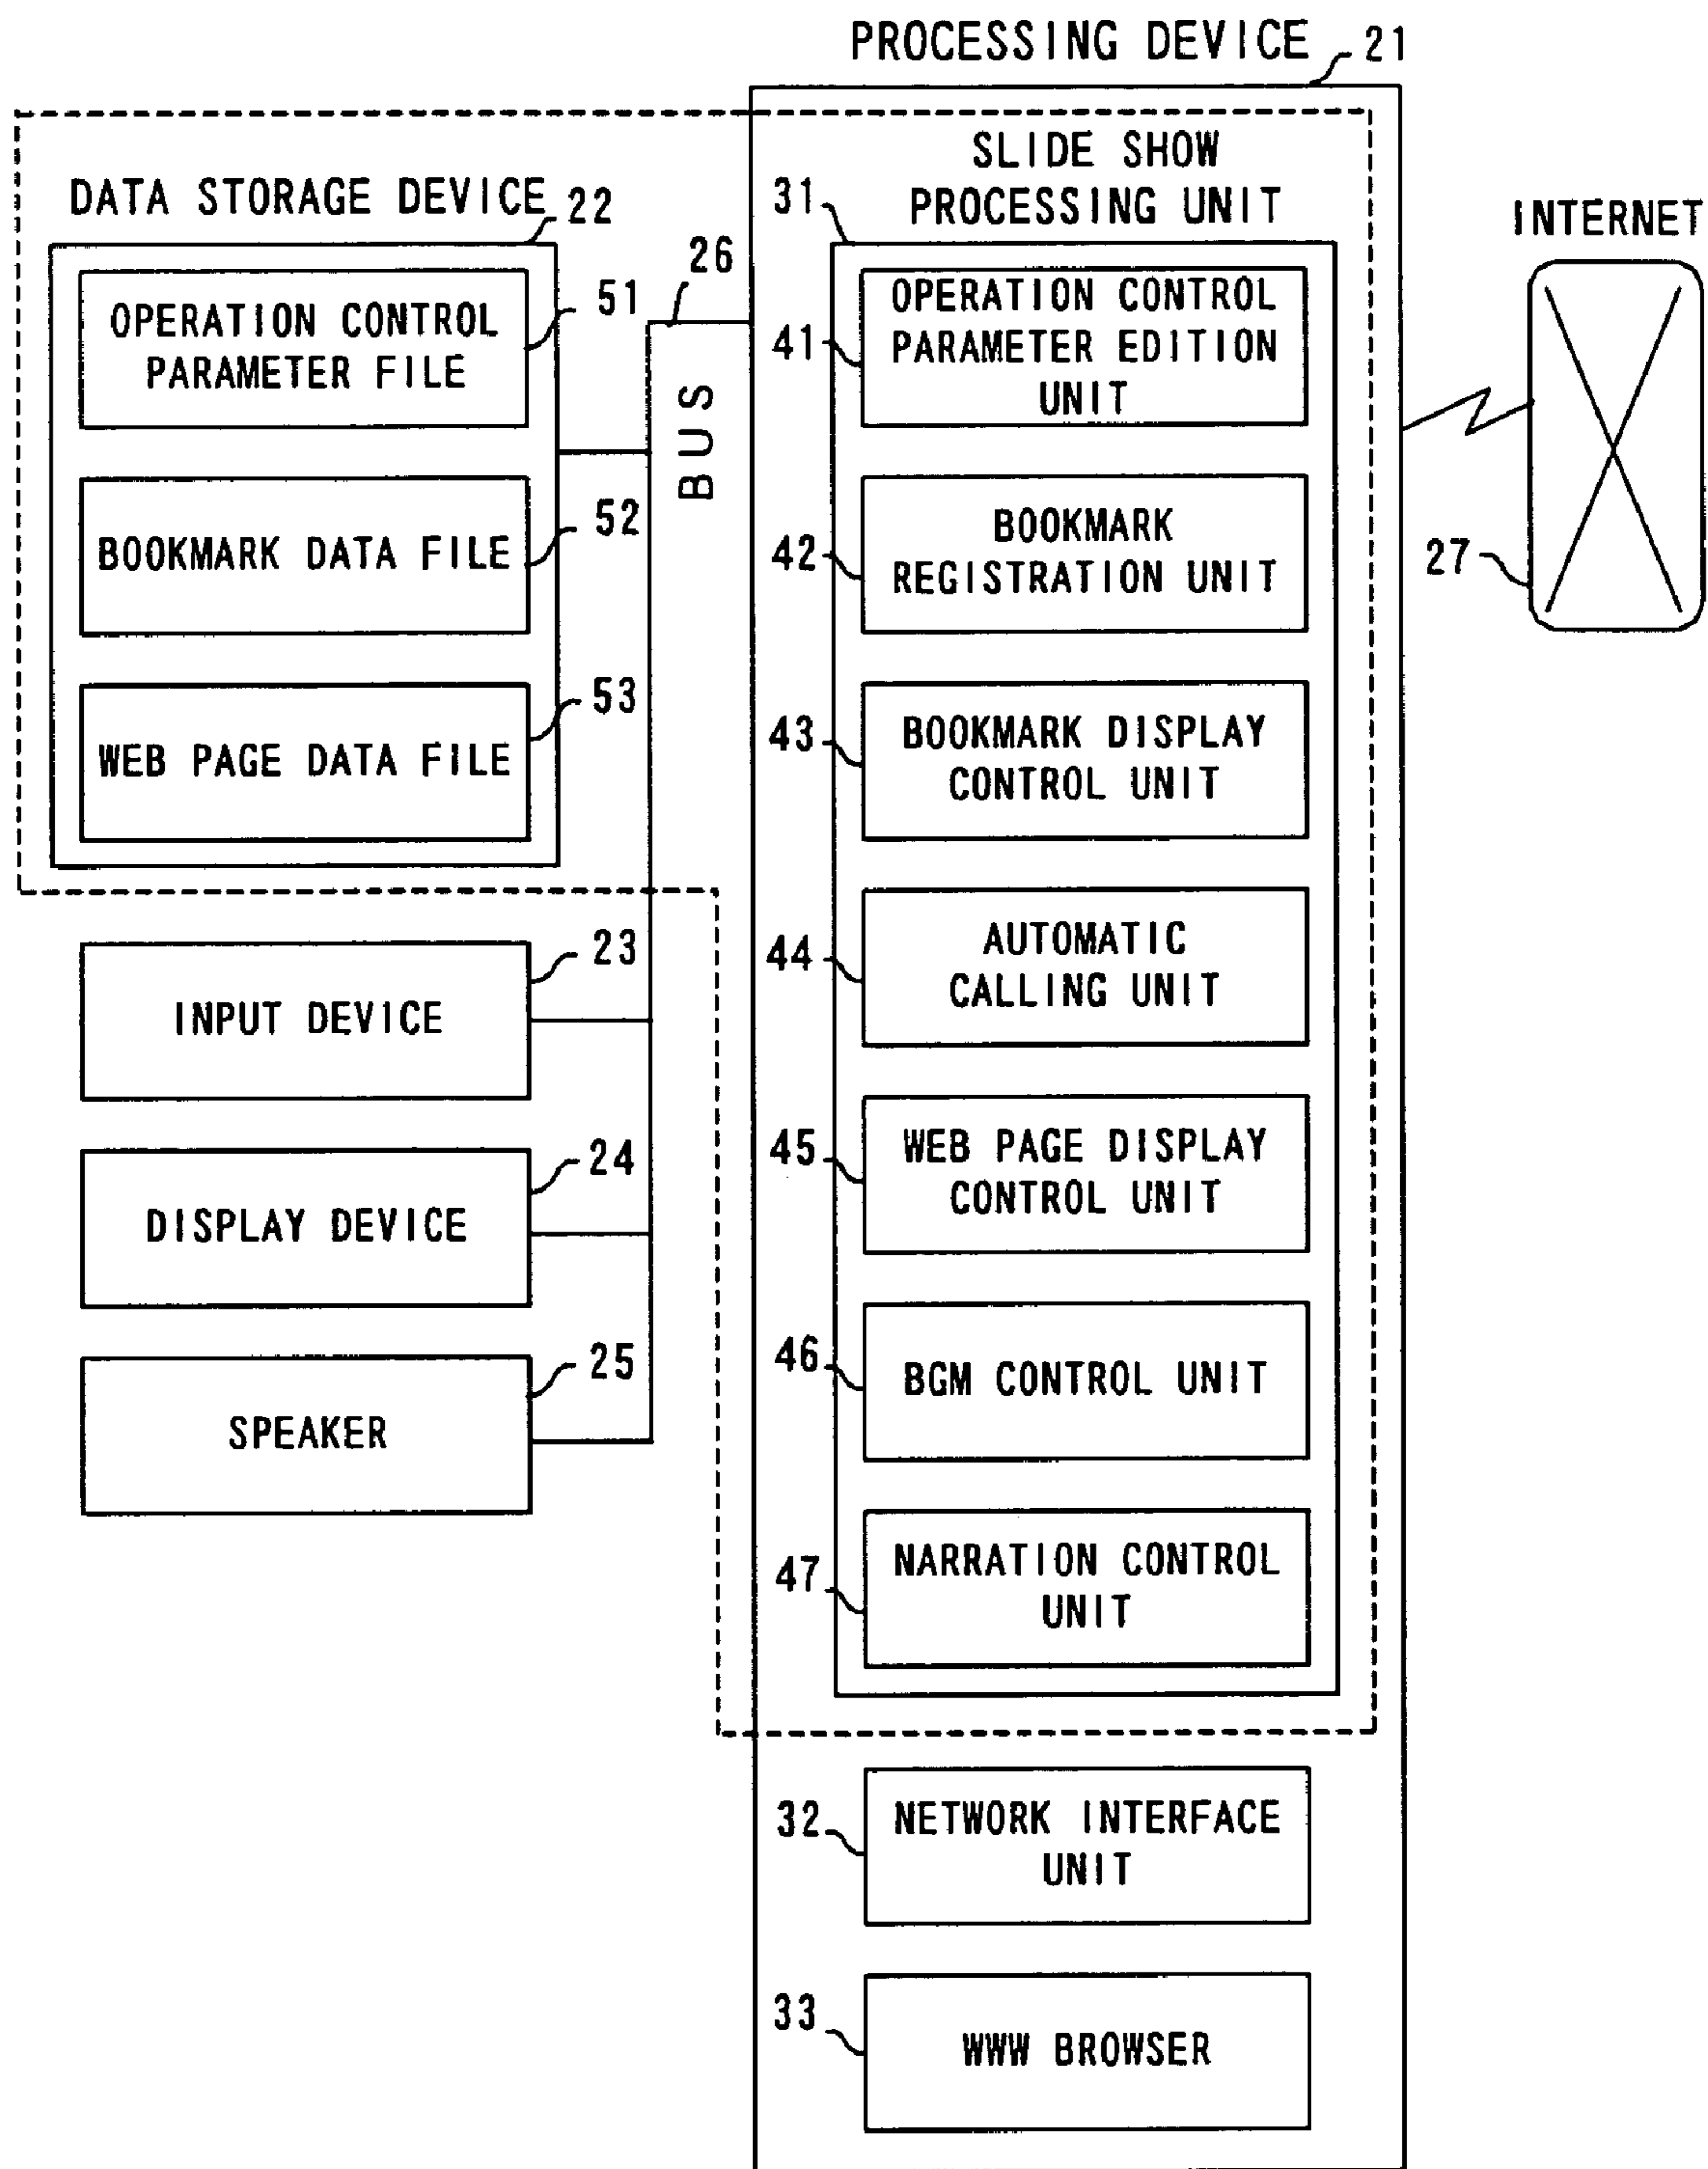 PROCESSING DEVICE 21
DATA STORAGE DEVICE 22
OPERATION CONTROL
PARAMETER FILE
51
BOOKMARK DATA FILE
52
WEB PAGE DATA FILE
53
INPUT DEVICE
23
DISPLAY DEVICE
24
SPEAKER
25
26
BUS
SLIDE SHOW
PROCESSING UNIT
31
OPERATION CONTROL
PARAMETER EDITION
UNIT
41
BOOKMARK
REGISTRATION UNIT
42
BOOKMARK DISPLAY
CONTROL UNIT
43
AUTOMATIC
CALLING UNIT
44
WEB PAGE DISPLAY
CONTROL UNIT
45
BGM CONTROL UNIT
46
NARRATION CONTROL
UNIT
47
NETWORK INTERFACE
UNIT
32
WWW BROWSER
33
INTERNET
27